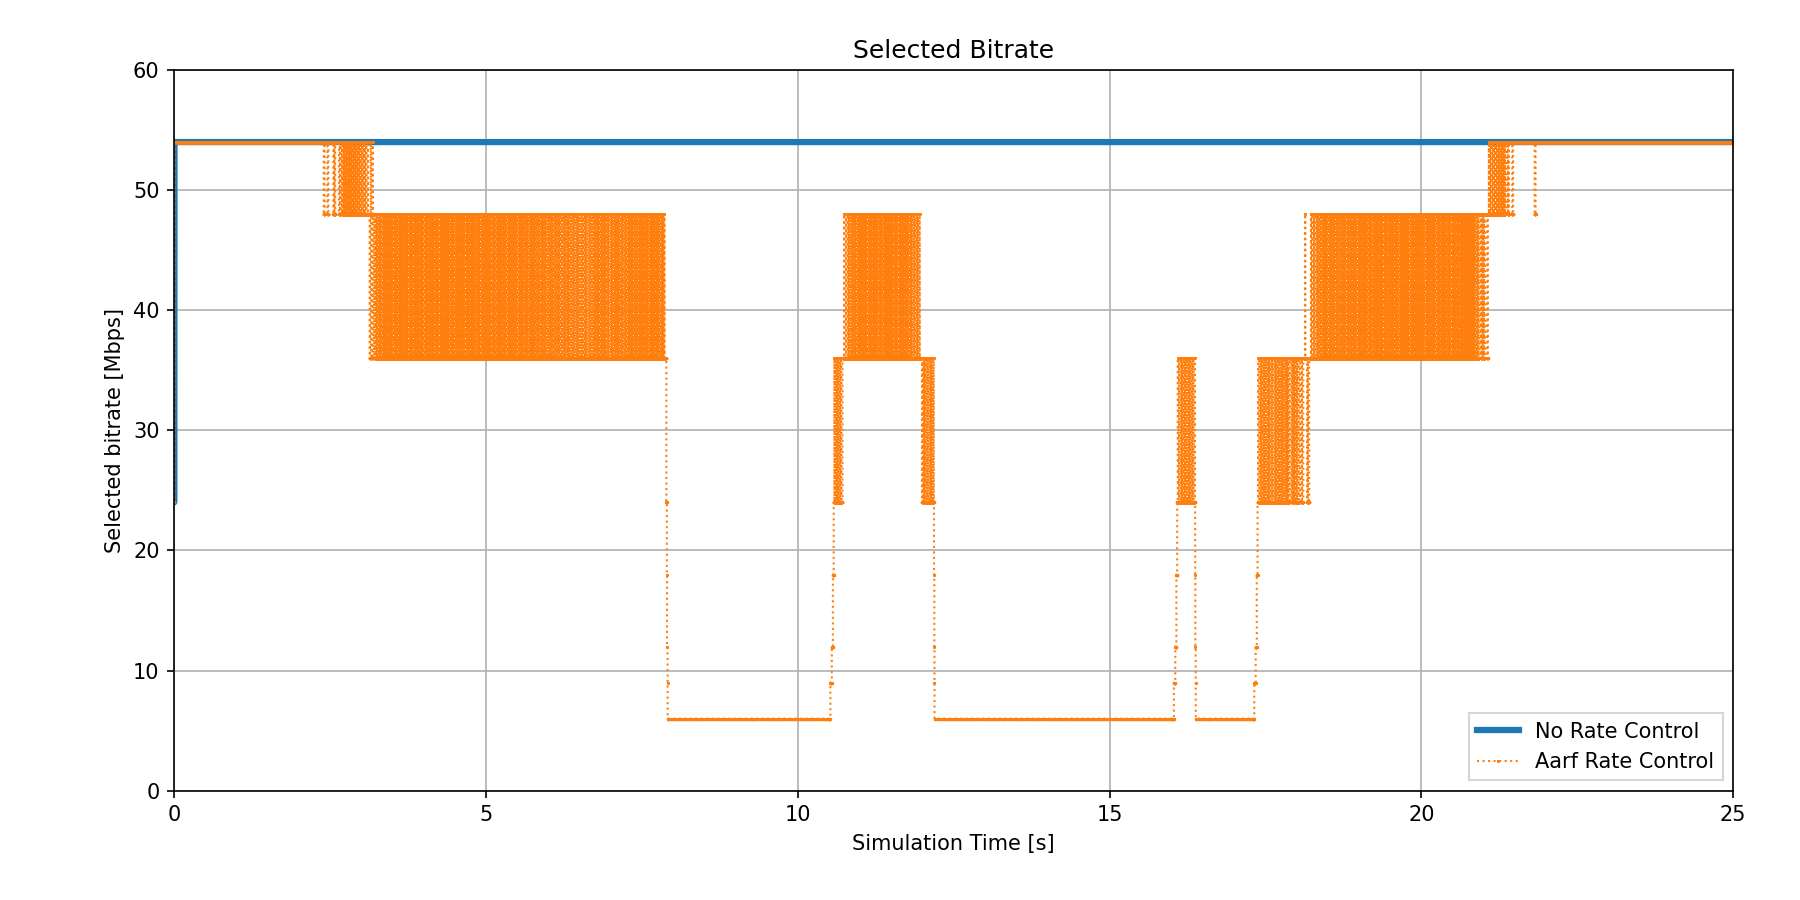 Selected Bitrate
60
50
40
30
20
10
0
Selected bitrate [Mbps]
0 5 10 15 20 25
Simulation Time [s]
No Rate Control
Aarf Rate Control